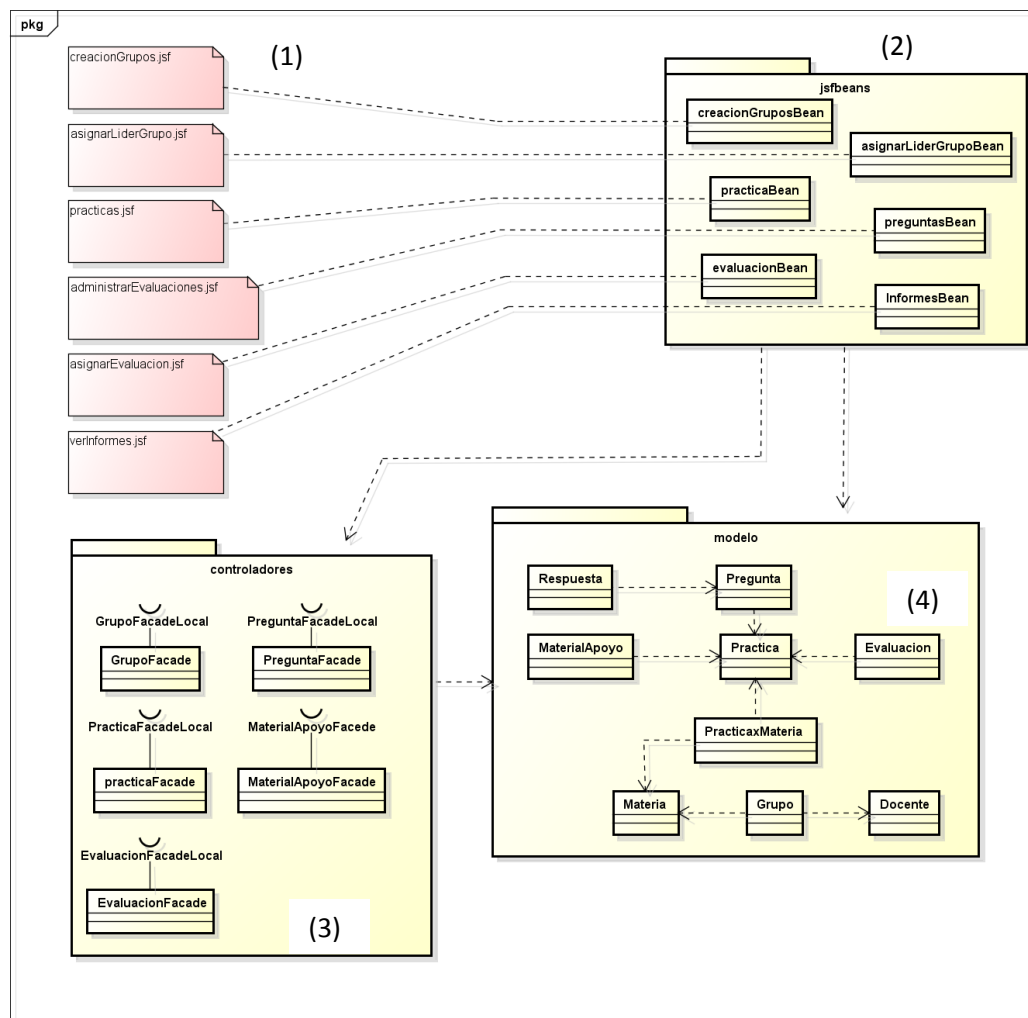 pkg
creacionGrupos.jsf
(1)
(2)
jsfbeans
creacionGruposBean
asignarLiderGrupo.jsf
asignarLiderGrupoBean
practicas.jsf
practicaBean
preguntasBean
administrarEvaluaciones.jsf
evaluacionBean
InformesBean
asignarEvaluacion.jsf
verInformes.jsf
controladores
GrupoFacadeLocal
PreguntaFacadeLocal
GrupoFacade
PreguntaFacade
PracticaFacadeLocal
MaterialApoyoFacede
practicaFacade
MaterialApoyoFacade
EvaluacionFacadeLocal
EvaluacionFacade
(3)
modelo
Respuesta
Pregunta
(4)
MaterialApoyo
Practica
Evaluacion
PracticaxMateria
Materia
Grupo
Docente